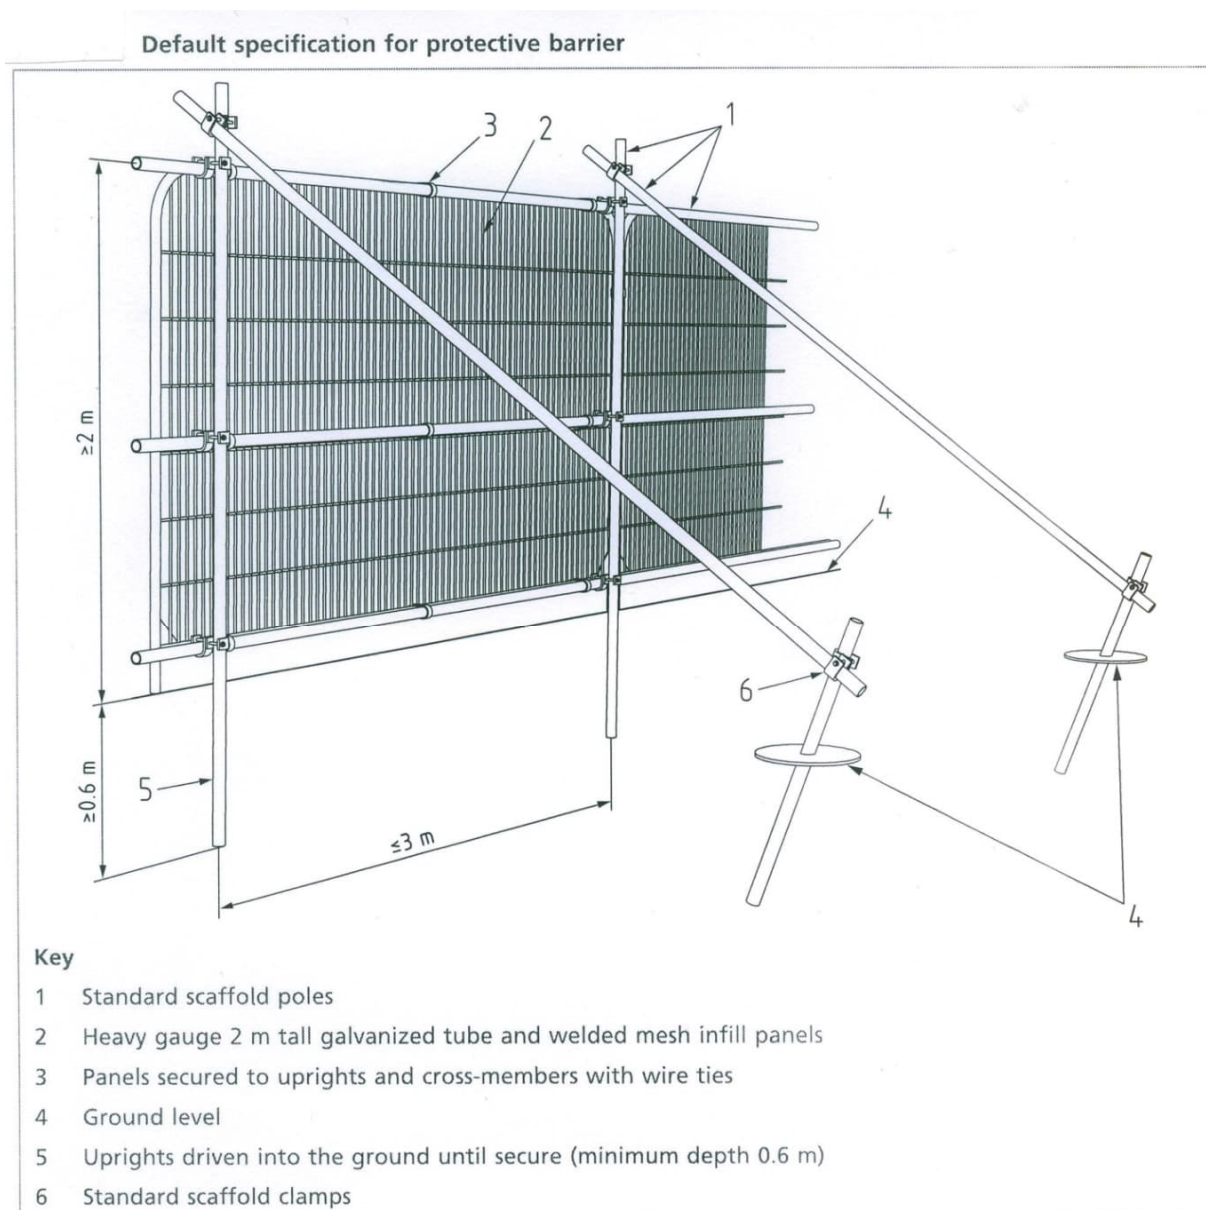 Default specification for protective barrier
1
3
2
≥2 m
4
6
5
≥0.6 m
≤3 m
4
Key
1 Standard scaffold poles
2 Heavy gauge 2 m tall galvanized tube and welded mesh infill panels
3 Panels secured to uprights and cross-members with wire ties
4 Ground level
5 Uprights driven into the ground until secure (minimum depth 0.6 m)
6 Standard scaffold clamps